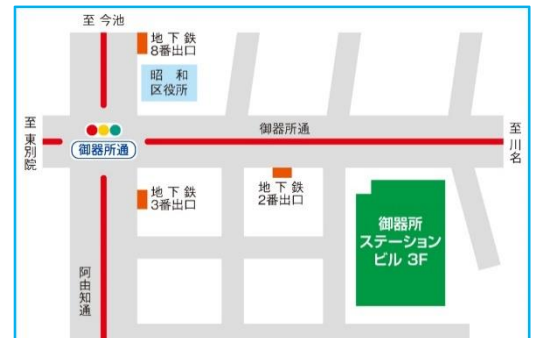 至 今池
地 下 鉄
8番出口
昭 和
区役所
至 東別院
御器所通
御器所通
至 川名
地 下 鉄
3番出口
地 下 鉄
2番出口
御器所
ステーション
ビル 3F
阿由知通